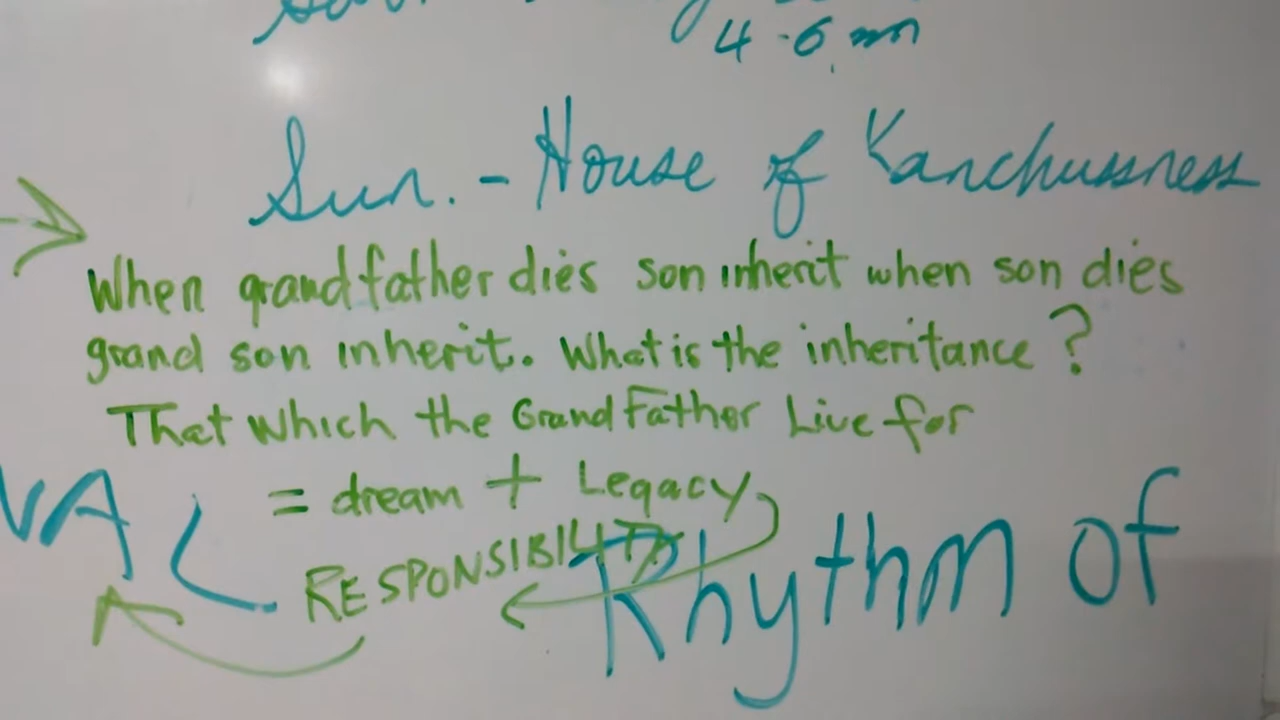 4-6 pm
Sun. - House of Kanchussness
When grandfather dies son inherit when son dies
grand son inherit. What is the inheritance?
That which the Grand Father Live for
= dream + Legacy
VAL
RESPONSIBILITY
Rhythm of